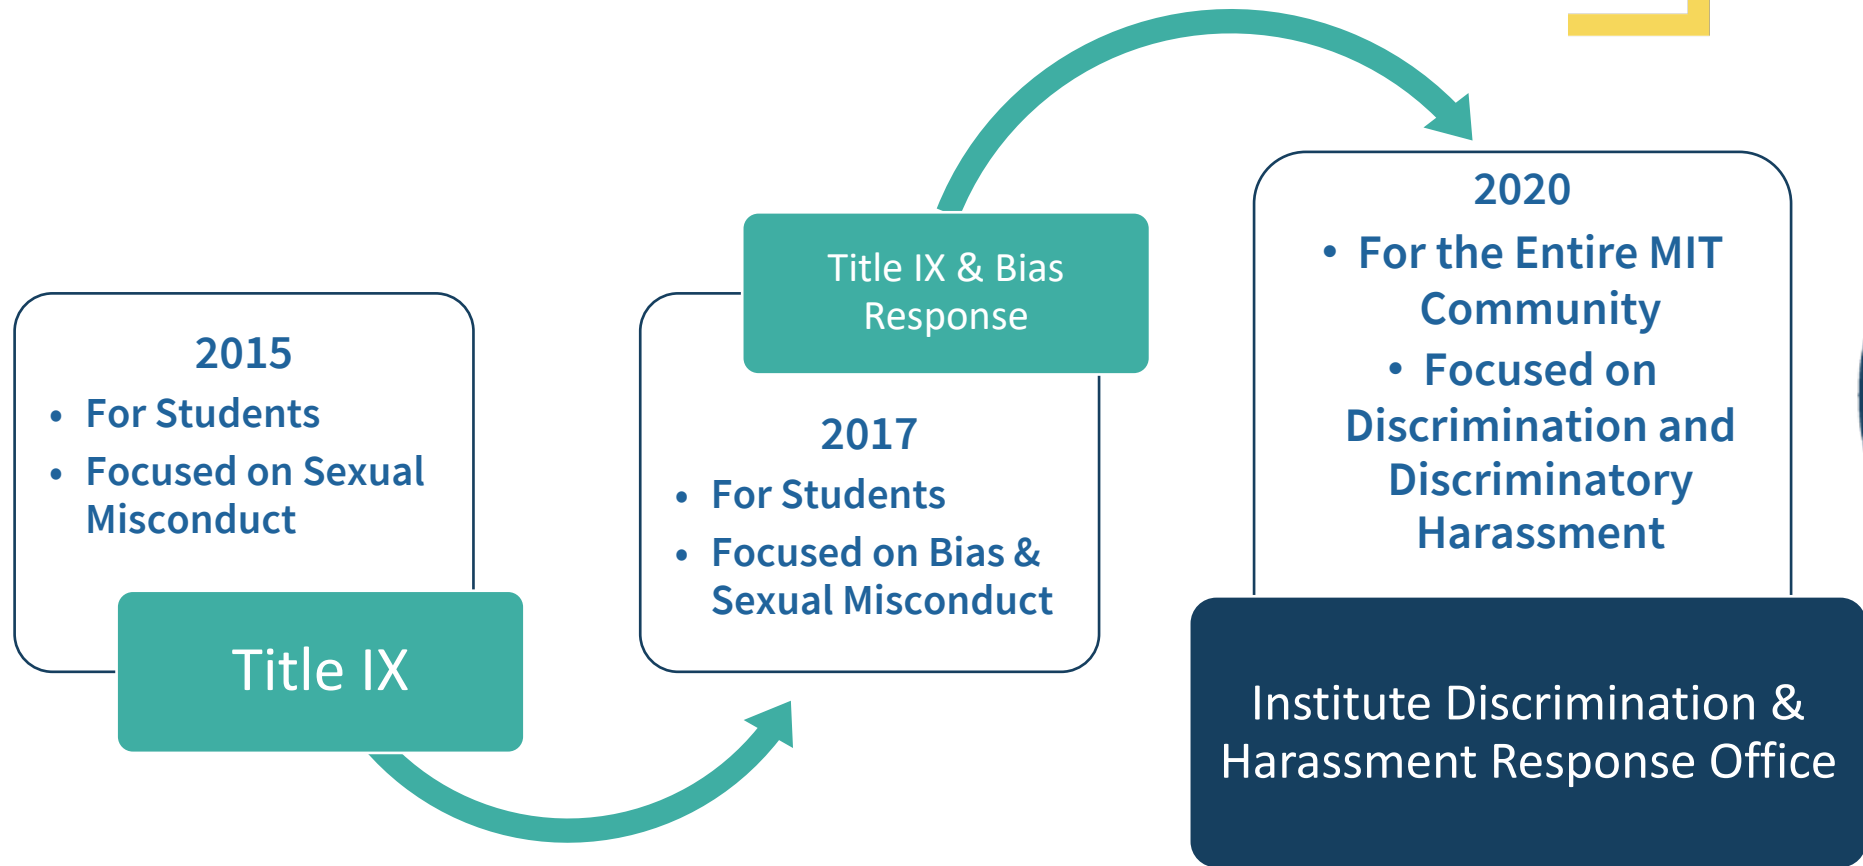 2015
• For Students
• Focused on Sexual
Misconduct
Title IX
Title IX & Bias
Response
2017
• For Students
• Focused on Bias &
Sexual Misconduct
2020
• For the Entire MIT
Community
• Focused on
Discrimination and
Discriminatory
Harassment
Institute Discrimination &
Harassment Response Office